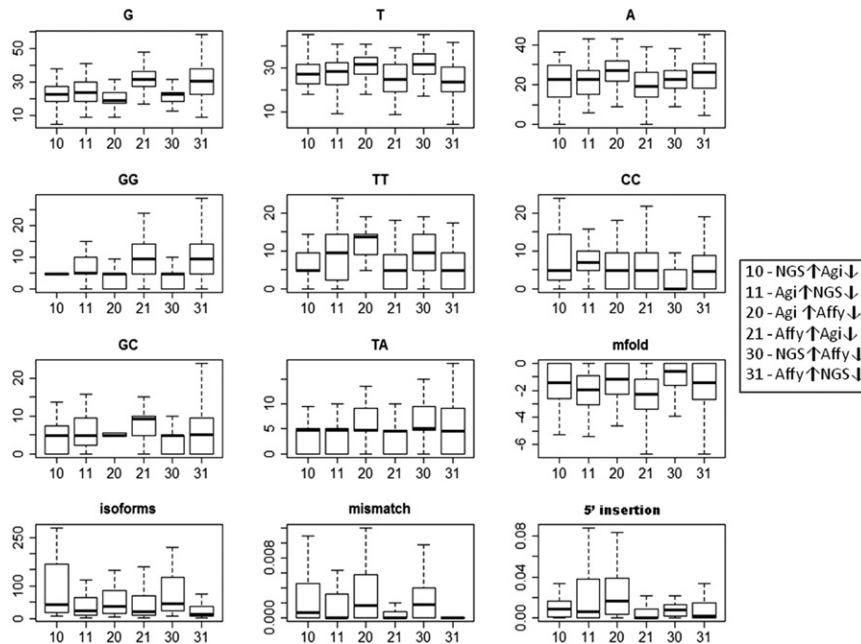 G T A
10 30 50
10 30
0 20 40
10 11 20 21 30 31
10 11 20 21 30 31
10 11 20 21 30 31
GG TT CC
0 10 20
0 10 20
0 10 20
10 11 20 21 30 31
10 11 20 21 30 31
10 11 20 21 30 31
10 - NGS↑Agi↓
11 - Agi↑NGS↓
20 - Agi ↑Affy↓
21 - Affy↑Agi↓
30 - NGS↑Affy↓
31 - Affy↑NGS↓
GC TA mfold
0 10 20
0 5 15
-6 -4 -2 0
10 11 20 21 30 31
10 11 20 21 30 31
10 11 20 21 30 31
isoforms mismatch 5' insertion
0 100 250
0.000 0.008
0.00 0.04 0.08
10 11 20 21 30 31
10 11 20 21 30 31
10 11 20 21 30 31